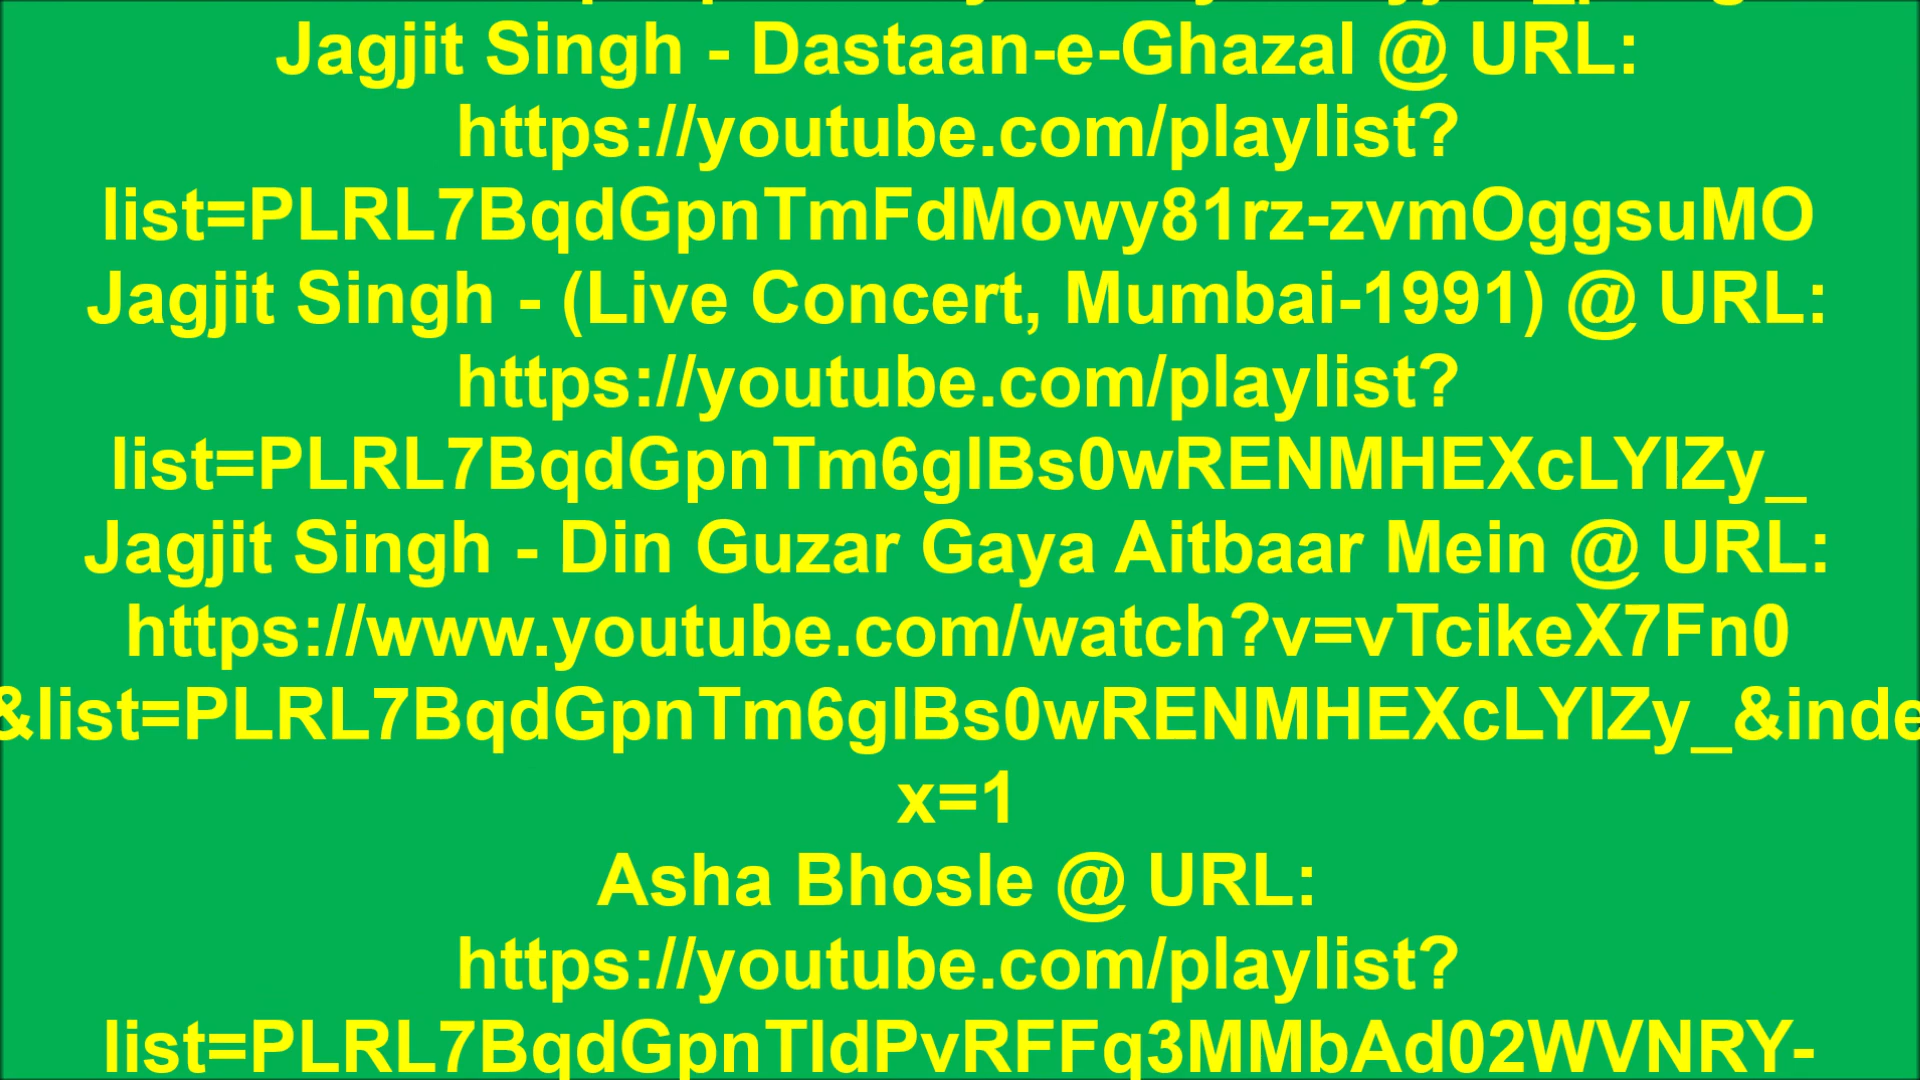 Jagjit Singh - Dastaan-e-Ghazal @ URL:
https://youtube.com/playlist?
list=PLRL7BqdGpnTmFdMowy81rz-zvmOggsuMO
Jagjit Singh - (Live Concert, Mumbai-1991) @ URL:
https://youtube.com/playlist?
list=PLRL7BqdGpnTm6glBs0wRENMHEXcLYIZy_
Jagjit Singh - Din Guzar Gaya Aitbaar Mein @ URL:
https://www.youtube.com/watch?v=vTcikeX7Fn0
&list=PLRL7BqdGpnTm6glBs0wRENMHEXcLYIZy_&inde
x=1
Asha Bhosle @ URL:
https://youtube.com/playlist?
list=PLRL7BqdGpnTldPvRFFq3MMbAd02WVNRY-